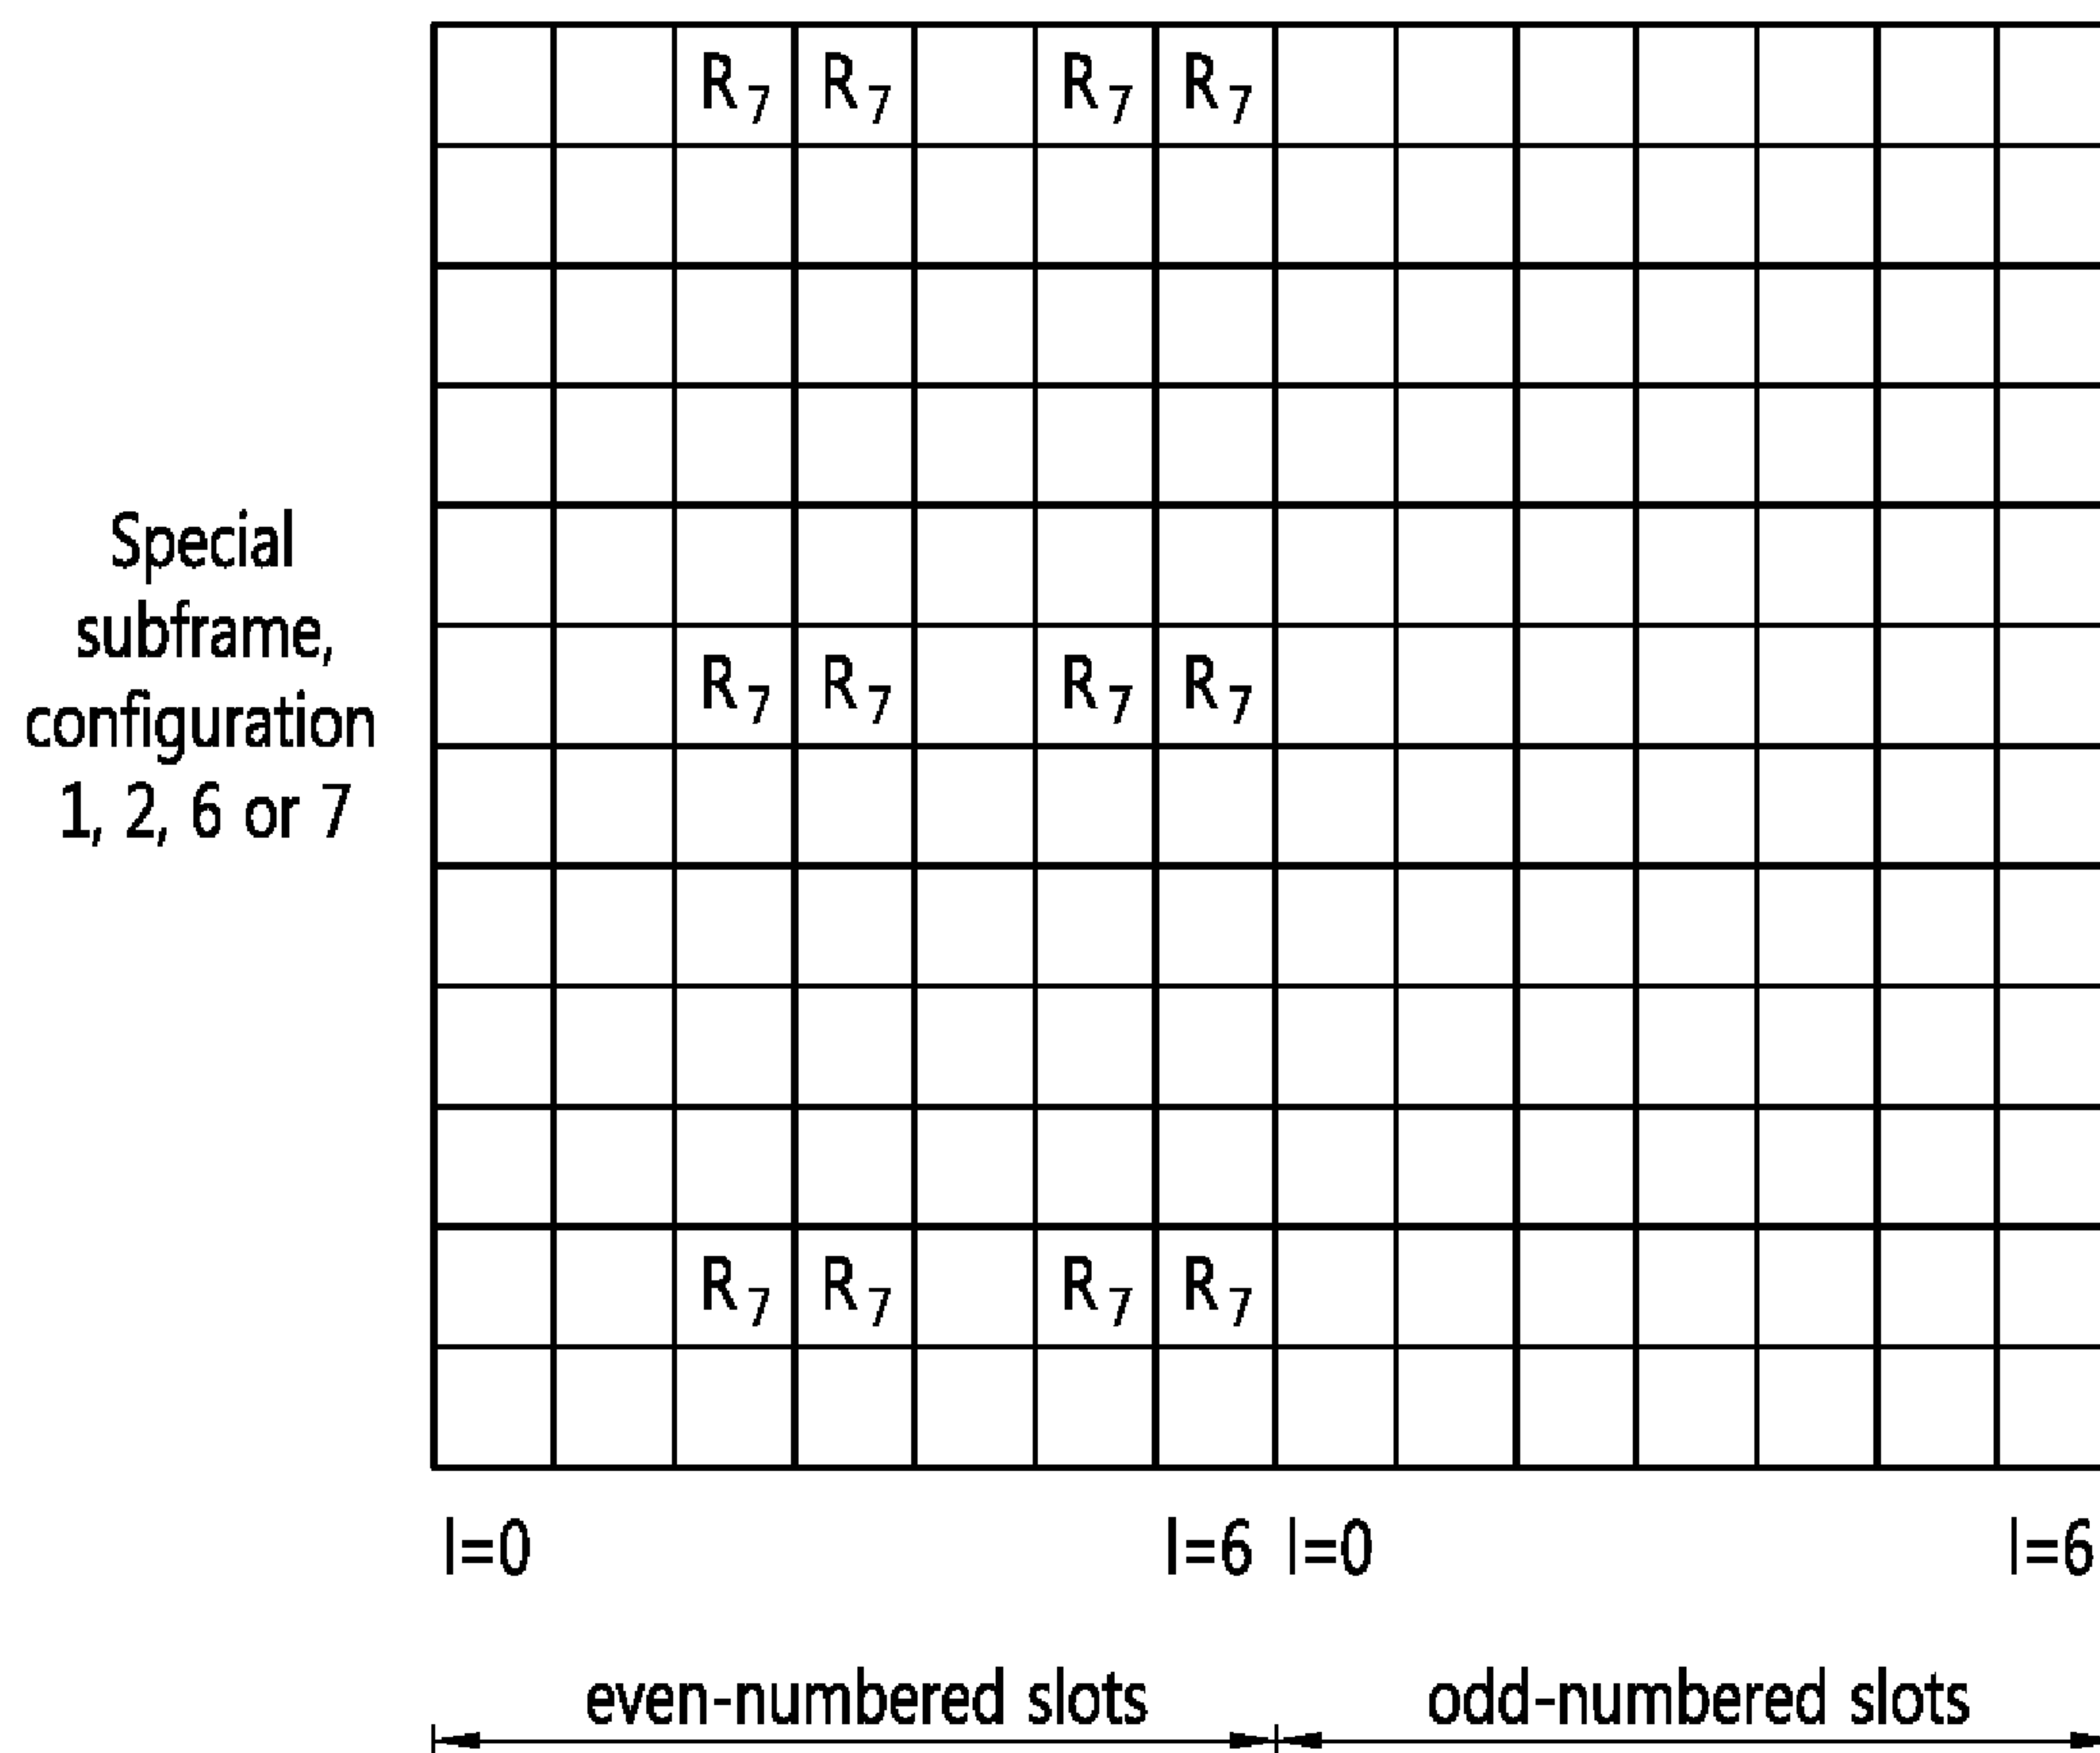 R7 R7 R7 R7
Special
subframe,
configuration
1, 2, 6 or 7
R7 R7 R7 R7
R7 R7 R7 R7
l=0 l=6 l=0 l=6
even-numbered slots odd-numbered slots